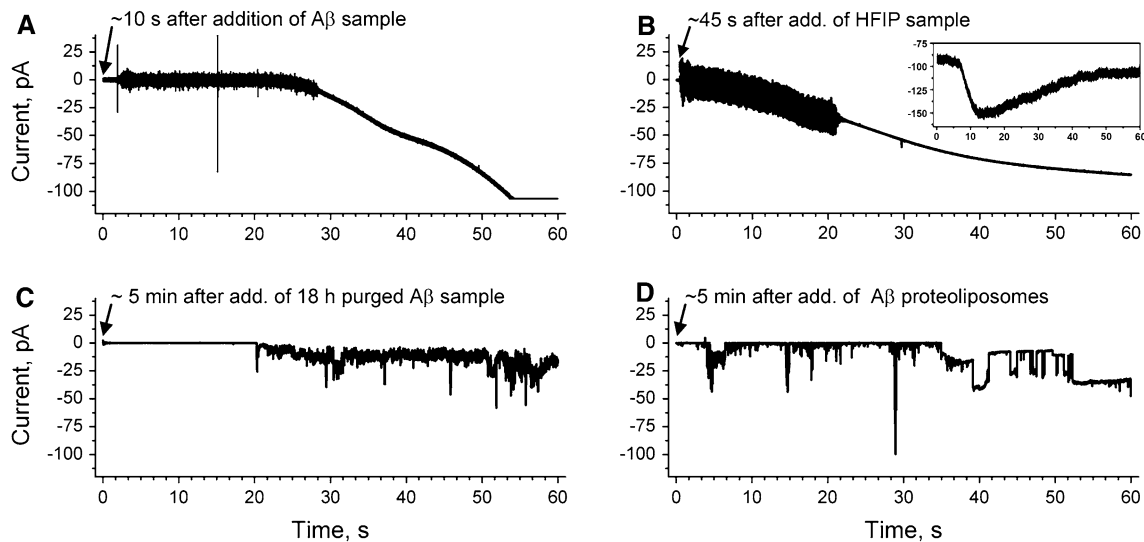 A
~10 s after addition of Aβ sample
25
0
-25
-50
-75
-100
Current, pA
0 10 20 30 40 50 60
B
~45 s after add. of HFIP sample
25
0
-25
-50
-75
-100
0 10 20 30 40 50 60
-75
-100
-125
-150
0 10 20 30 40 50 60
C
~ 5 min after add. of 18 h purged Aβ sample
25
0
-25
-50
-75
-100
Current, pA
0 10 20 30 40 50 60
Time, s
D
~5 min after add. of Aβ proteoliposomes
25
0
-25
-50
-75
-100
0 10 20 30 40 50 60
Time, s